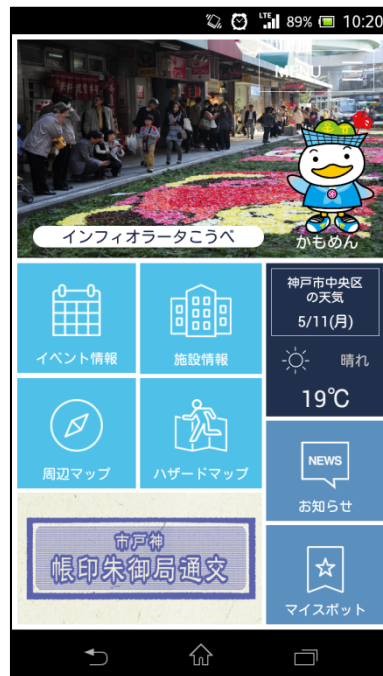 LTE 89% 10:20
MENU
インフィオラータこうべ
かもめん
イベント情報
施設情報
神戸市中央区
の天気
5/11(月)
晴れ
19℃
周辺マップ
ハザードマップ
NEWS
お知らせ
市戸神
帳印朱御局通交
マイスポット